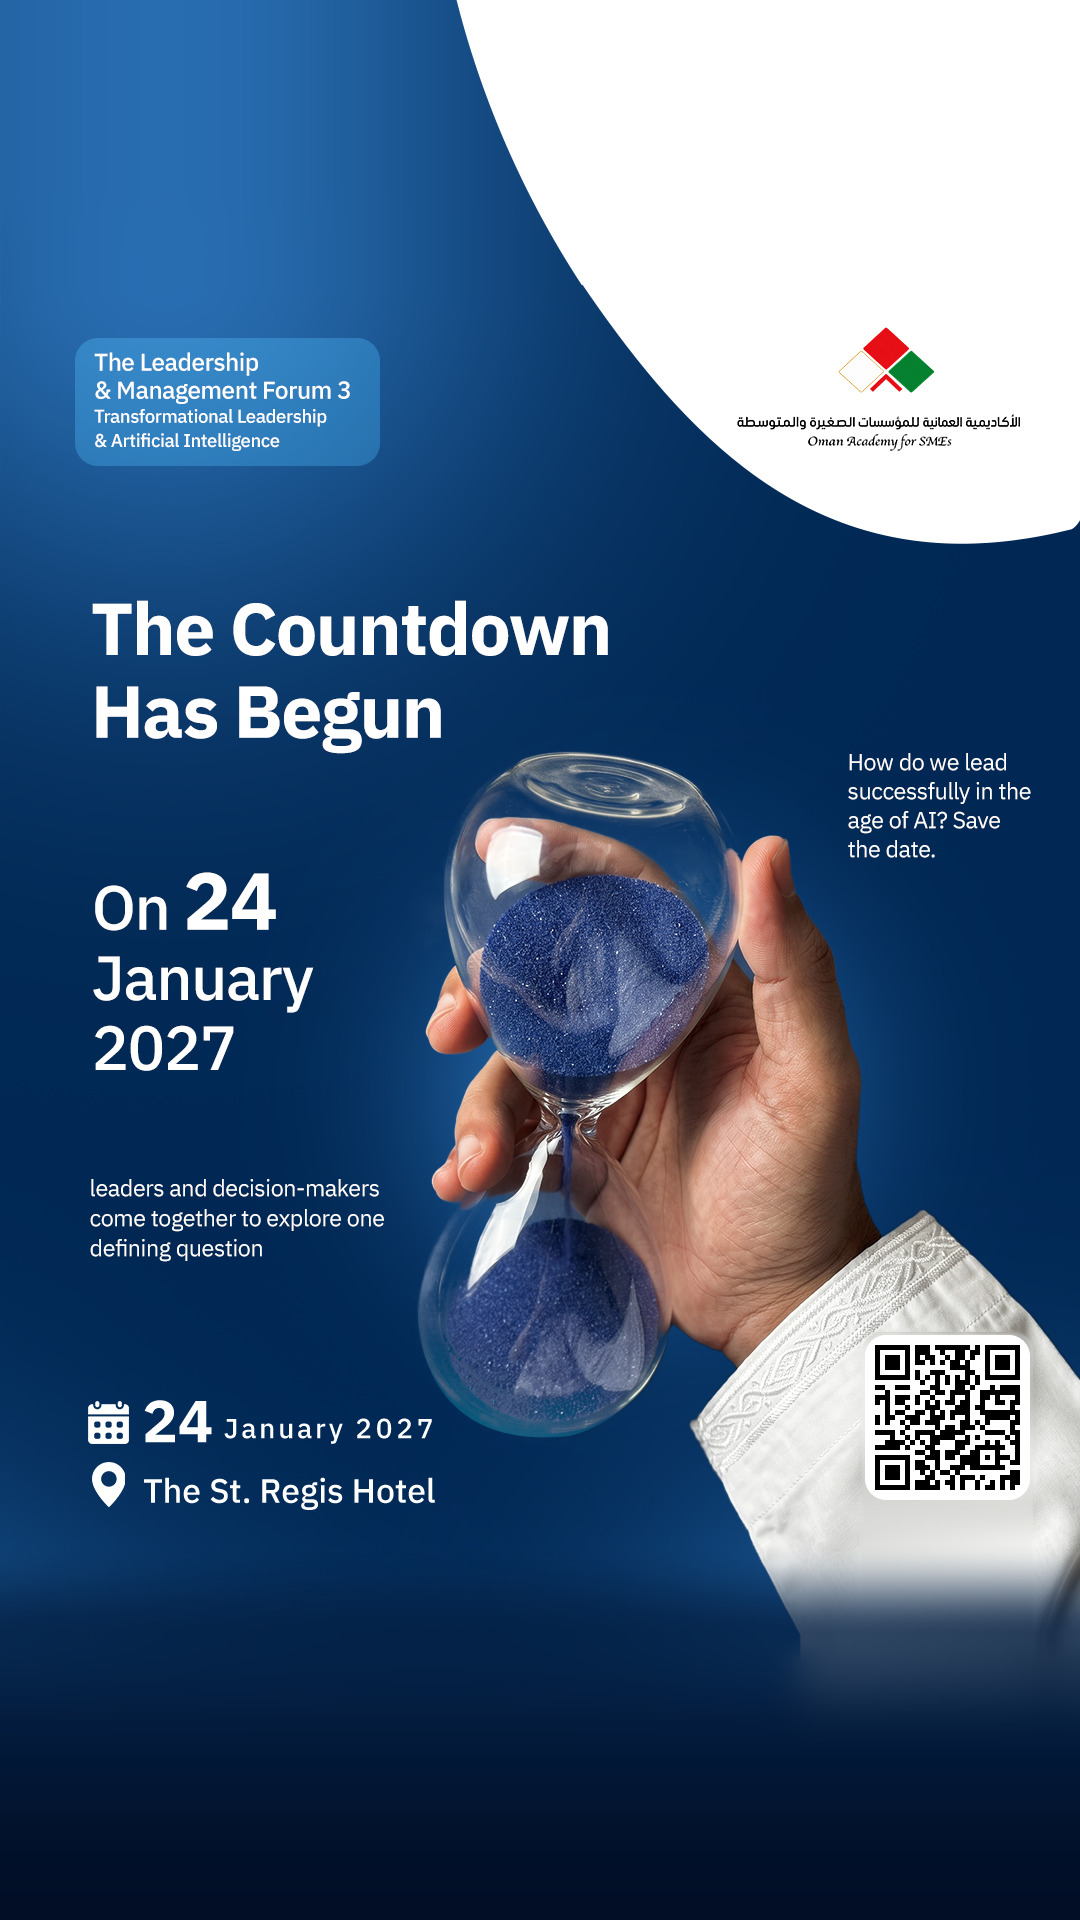 The Leadership
& Management Forum 3
Transformational Leadership
& Artificial Intelligence
الأكاديمية العمانية للمؤسسات الصغيرة والمتوسطة
Oman Academy for SMEs
The Countdown
Has Begun
How do we lead
successfully in the
age of AI? Save
the date.
On 24
January
2027
leaders and decision-makers
come together to explore one
defining question
24 January 2027
The St. Regis Hotel